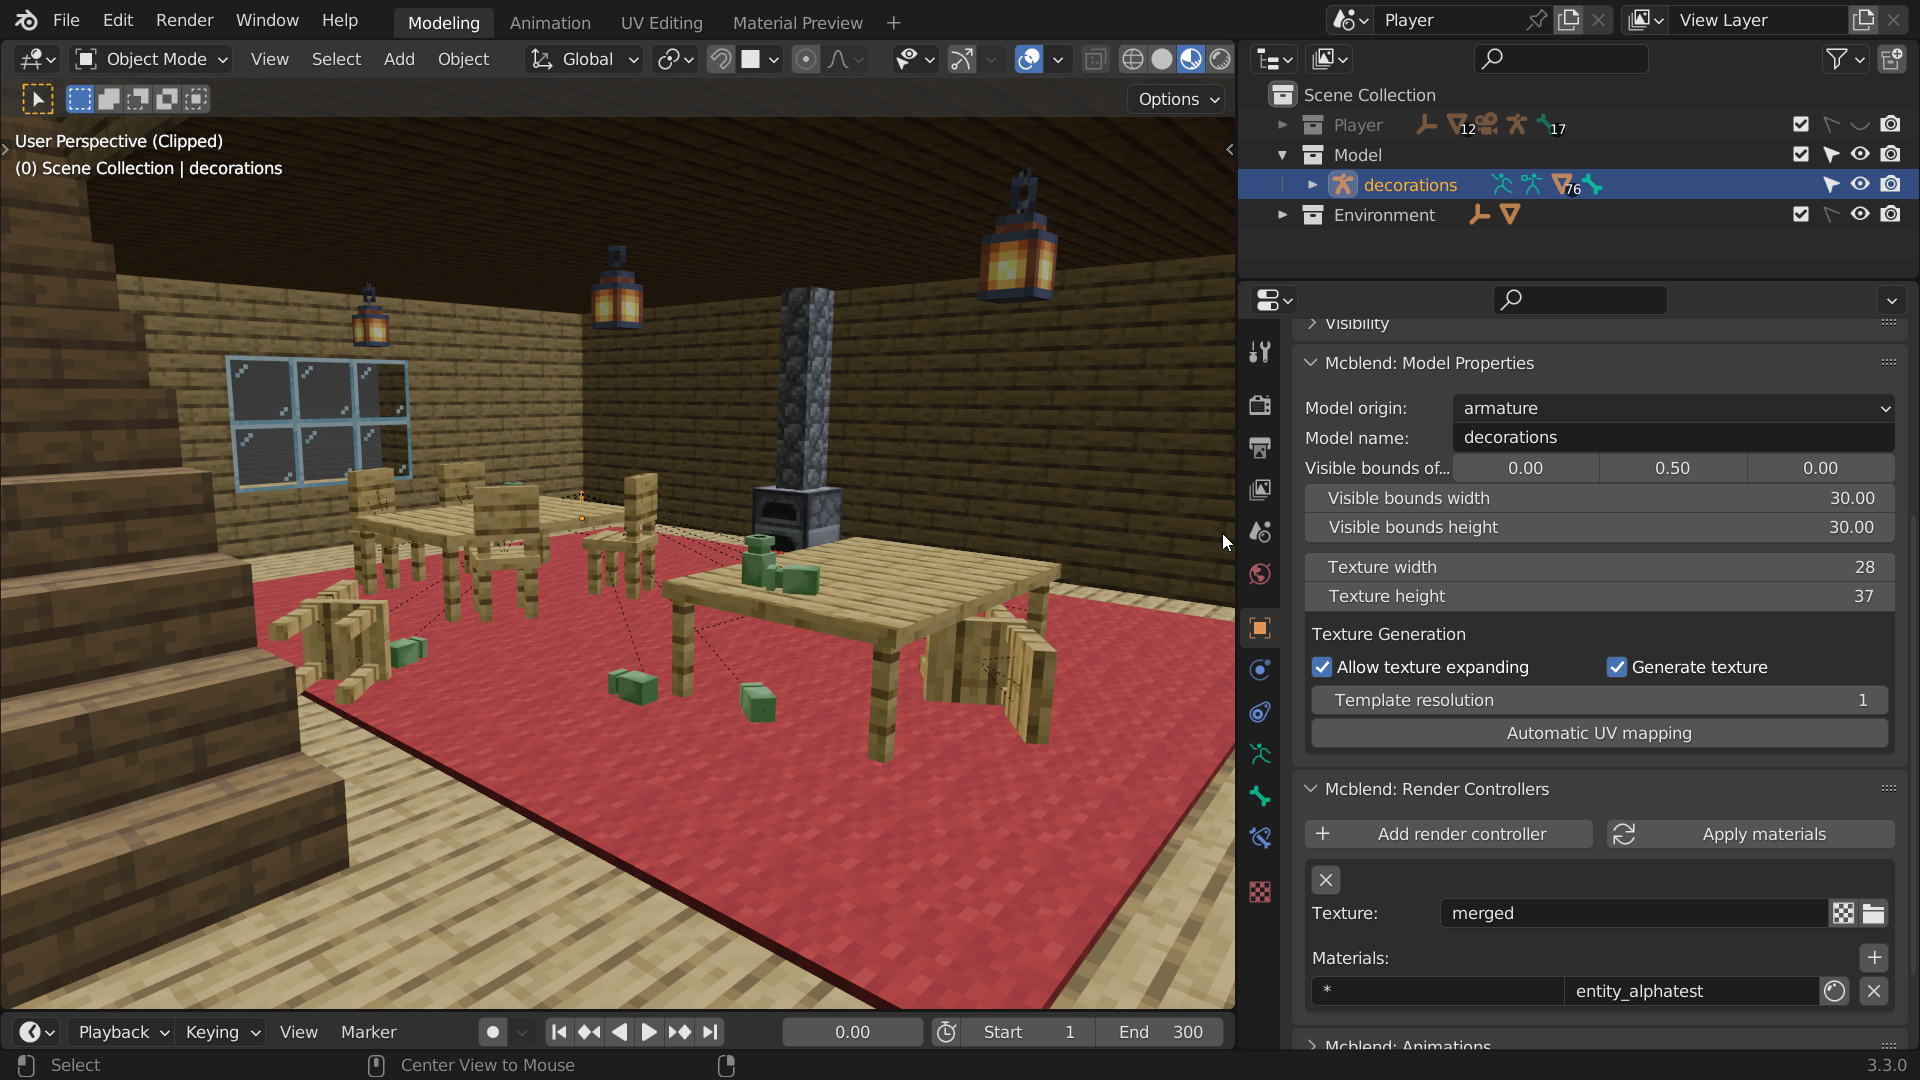 File Edit Render Window Help Modeling Animation UV Editing Material Preview + Player View Layer
Object Mode View Select Add Object Global
Options
User Perspective (Clipped)
(0) Scene Collection | decorations
Scene Collection
Player 12 17
Model
decorations 76
Environment
Visibility
Mcblend: Model Properties
Model origin: armature
Model name: decorations
Visible bounds of... 0.00 0.50 0.00
Visible bounds width 30.00
Visible bounds height 30.00
Texture width 28
Texture height 37
Texture Generation
Allow texture expanding Generate texture
Template resolution 1
Automatic UV mapping
Mcblend: Render Controllers
Add render controller Apply materials
Texture: merged
Materials:
* entity_alphatest
Mcblend: Animations
Playback Keying View Marker 0.00 Start 1 End 300
Select Center View to Mouse 3.3.0